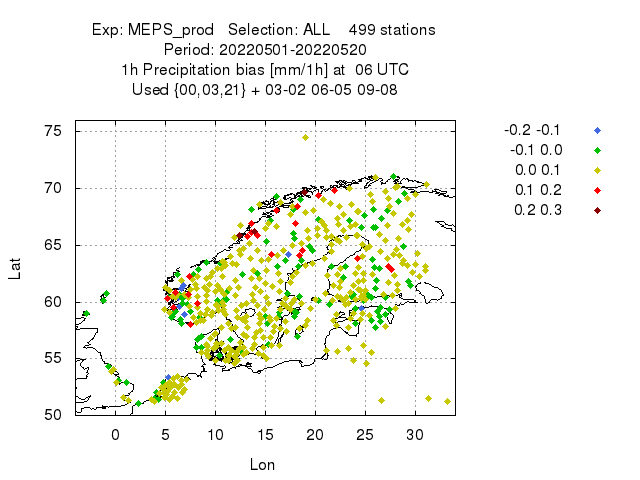 Exp: MEPS_prod   Selection: ALL    499 stations
Period: 20220501-20220520
1h Precipitation bias [mm/1h] at  06 UTC
Used {00,03,21} + 03-02 06-05 09-08
-0.2 -0.1
-0.1 0.0
0.0 0.1
0.1 0.2
0.2 0.3
75
70
65
60
55
50
Lat
0 5 10 15 20 25 30
Lon